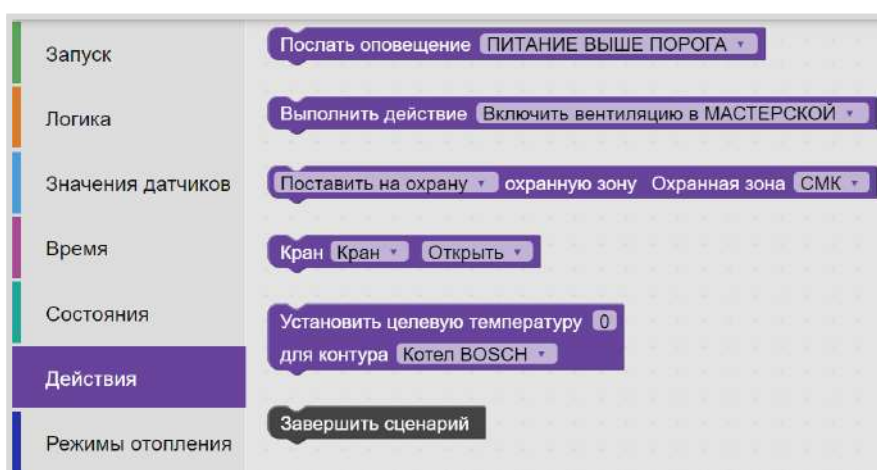 Запуск
Логика
Значения датчиков
Время
Состояния
Действия
Режимы отопления
Послать оповещение ПИТАНИЕ ВЫШЕ ПОРОГА
Выполнить действие Включить вентиляцию в МАСТЕРСКОЙ
Поставить на охрану охранную зону Охранная зона СМК
Кран Кран Открыть
Установить целевую температуру 0
для контура Котел BOSCH
Завершить сценарий